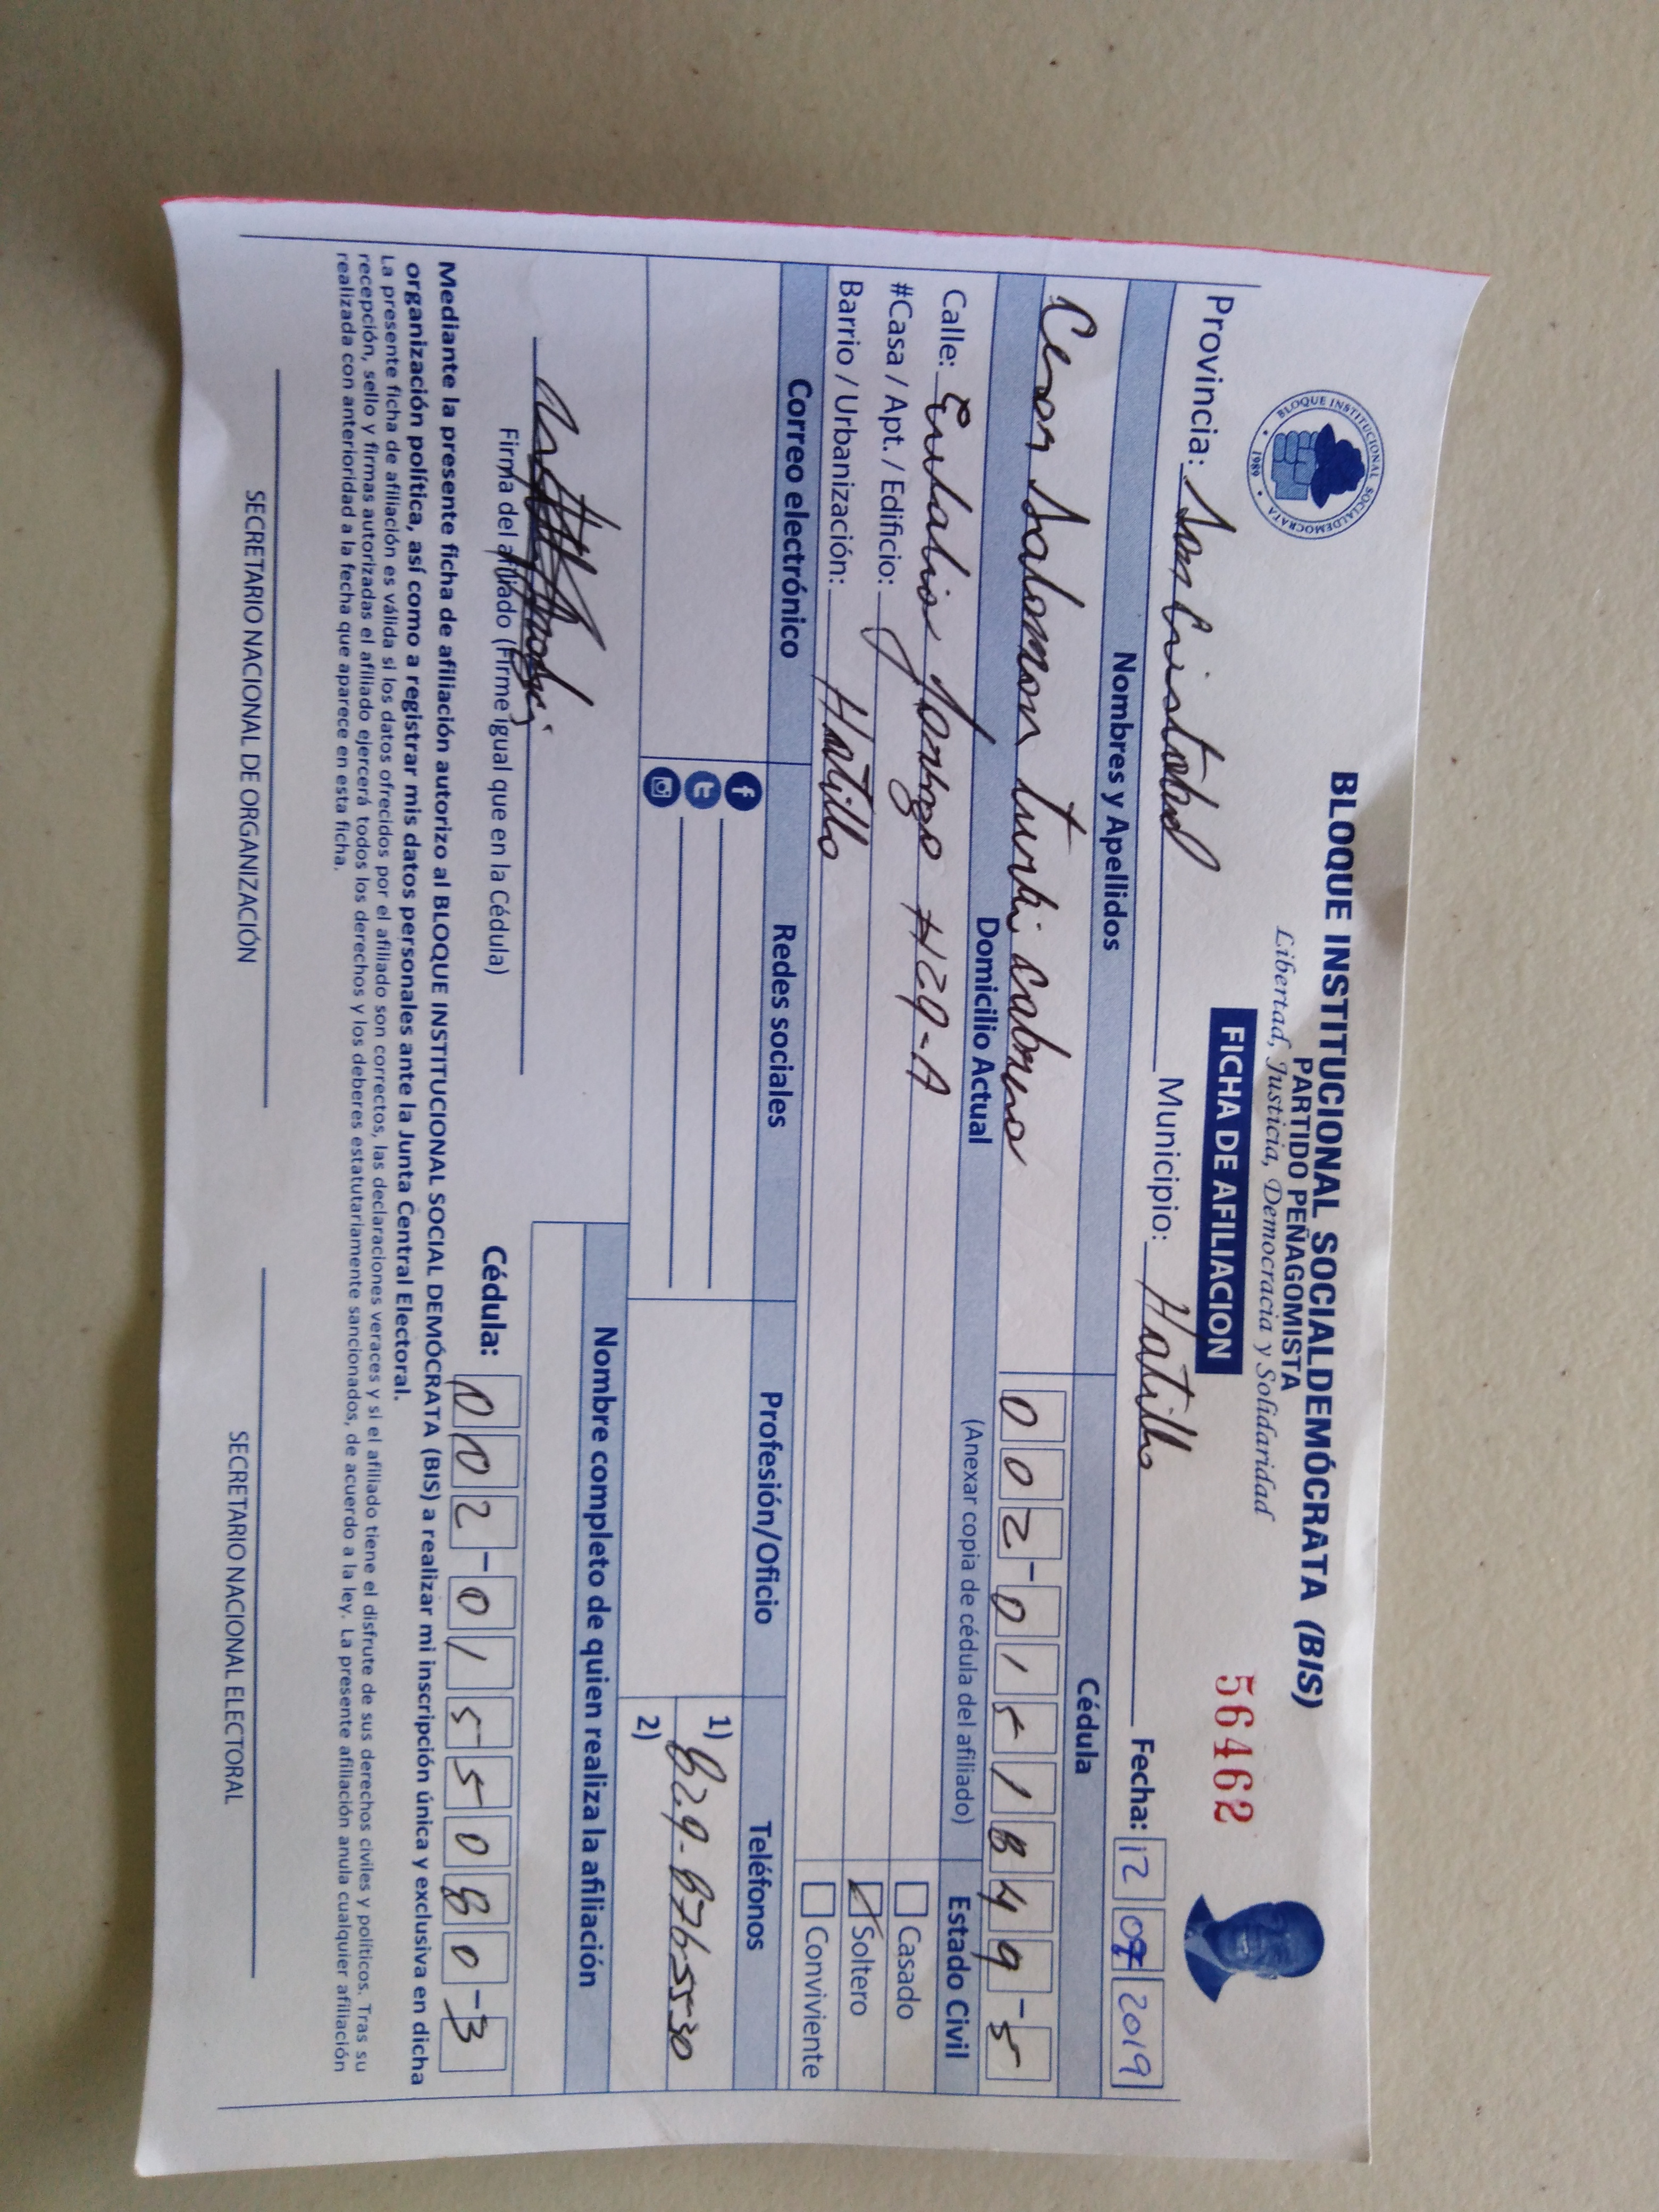 BLOQUE INSTITUCIONAL SOCIALDEMOCRATA
1989
BLOQUE INSTITUCIONAL SOCIALDEMÓCRATA (BIS)
PARTIDO PEÑAGOMISTA
Libertad, Justicia, Democracia y Solidaridad
FICHA DE AFILIACION
56462
Provincia: San Cristobal Municipio: Hatillo Fecha: 12 2019
Nombres y Apellidos Cédula
Cesar Salomon Turbi cabrera 002-0151849-5
Domicilio Actual (Anexar copia de cédula del afiliado) Estado Civil
Calle: Eulalio #29-A Casado
#Casa / Apt. / Edificio: Soltero
Barrio / Urbanización: Hatillo Conviviente
Correo electrónico Redes sociales Profesión/Oficio Teléfonos
1) 829-8765530
2)
Nombre completo de quien realiza la afiliación
Firma del afiliado (Firme igual que en la Cédula) Cédula: 002-0155080-3
Mediante la presente ficha de afiliación autorizo al BLOQUE INSTITUCIONAL SOCIAL DEMÓCRATA (BIS) a realizar mi inscripción única y exclusiva en dicha
organización política, así como a registrar mis datos personales ante la Junta Central Electoral.
La presente ficha de afiliación es válida si los datos ofrecidos por el afiliado son correctos, las declaraciones veraces y si el afiliado tiene el disfrute de sus derechos civiles y políticos. Tras su
recepción, sello y firmas autorizadas el afiliado ejercerá todos los derechos y los deberes estatutariamente sancionados, de acuerdo a la ley. La presente afiliación anula cualquier afiliación
realizada con anterioridad a la fecha que aparece en esta ficha.
SECRETARIO NACIONAL DE ORGANIZACIÓN SECRETARIO NACIONAL ELECTORAL